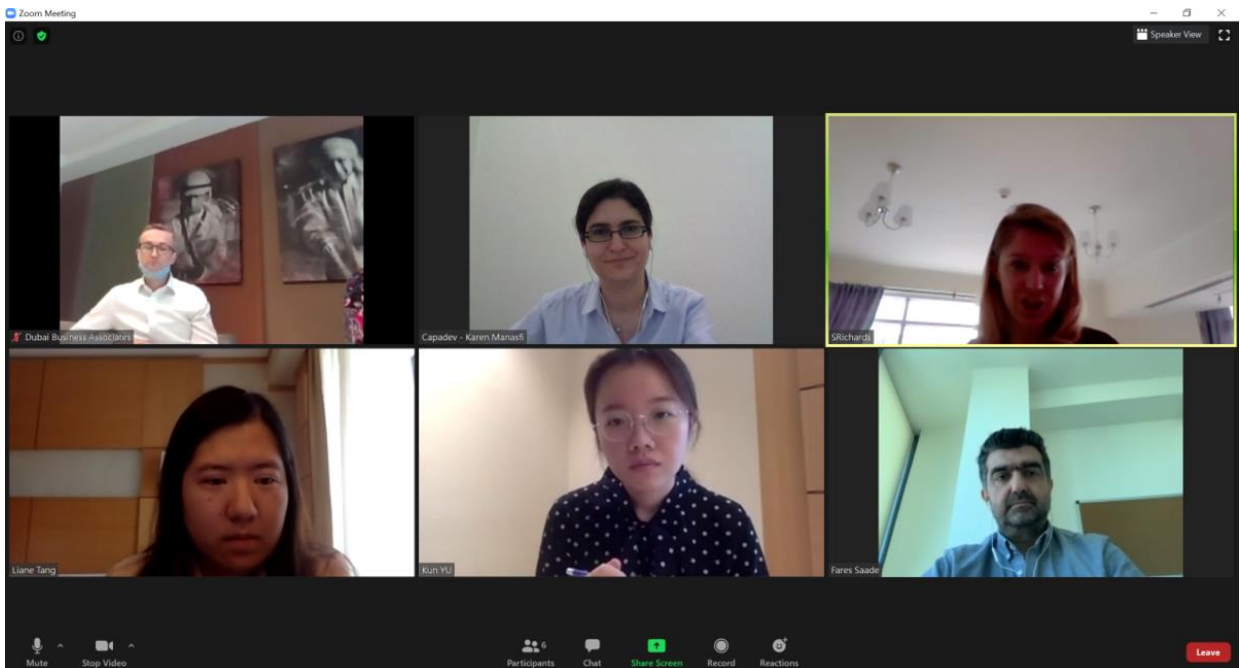 Zoom Meeting
Speaker View
Dubai Business Associates
Capadev - Karen Manasfi
SRichards
Liane Tang
Kun YU
Fares Saade
Mute
Stop Video
Participants
6
Chat
Share Screen
Record
Reactions
Leave